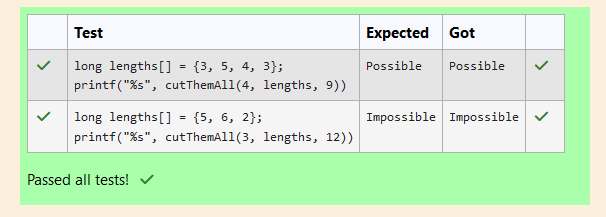 Test Expected Got
long lengths[] = {3, 5, 4, 3}; Possible Possible
printf("%s", cutThemAll(4, lengths, 9))
long lengths[] = {5, 6, 2}; Impossible Impossible
printf("%s", cutThemAll(3, lengths, 12))
Passed all tests!